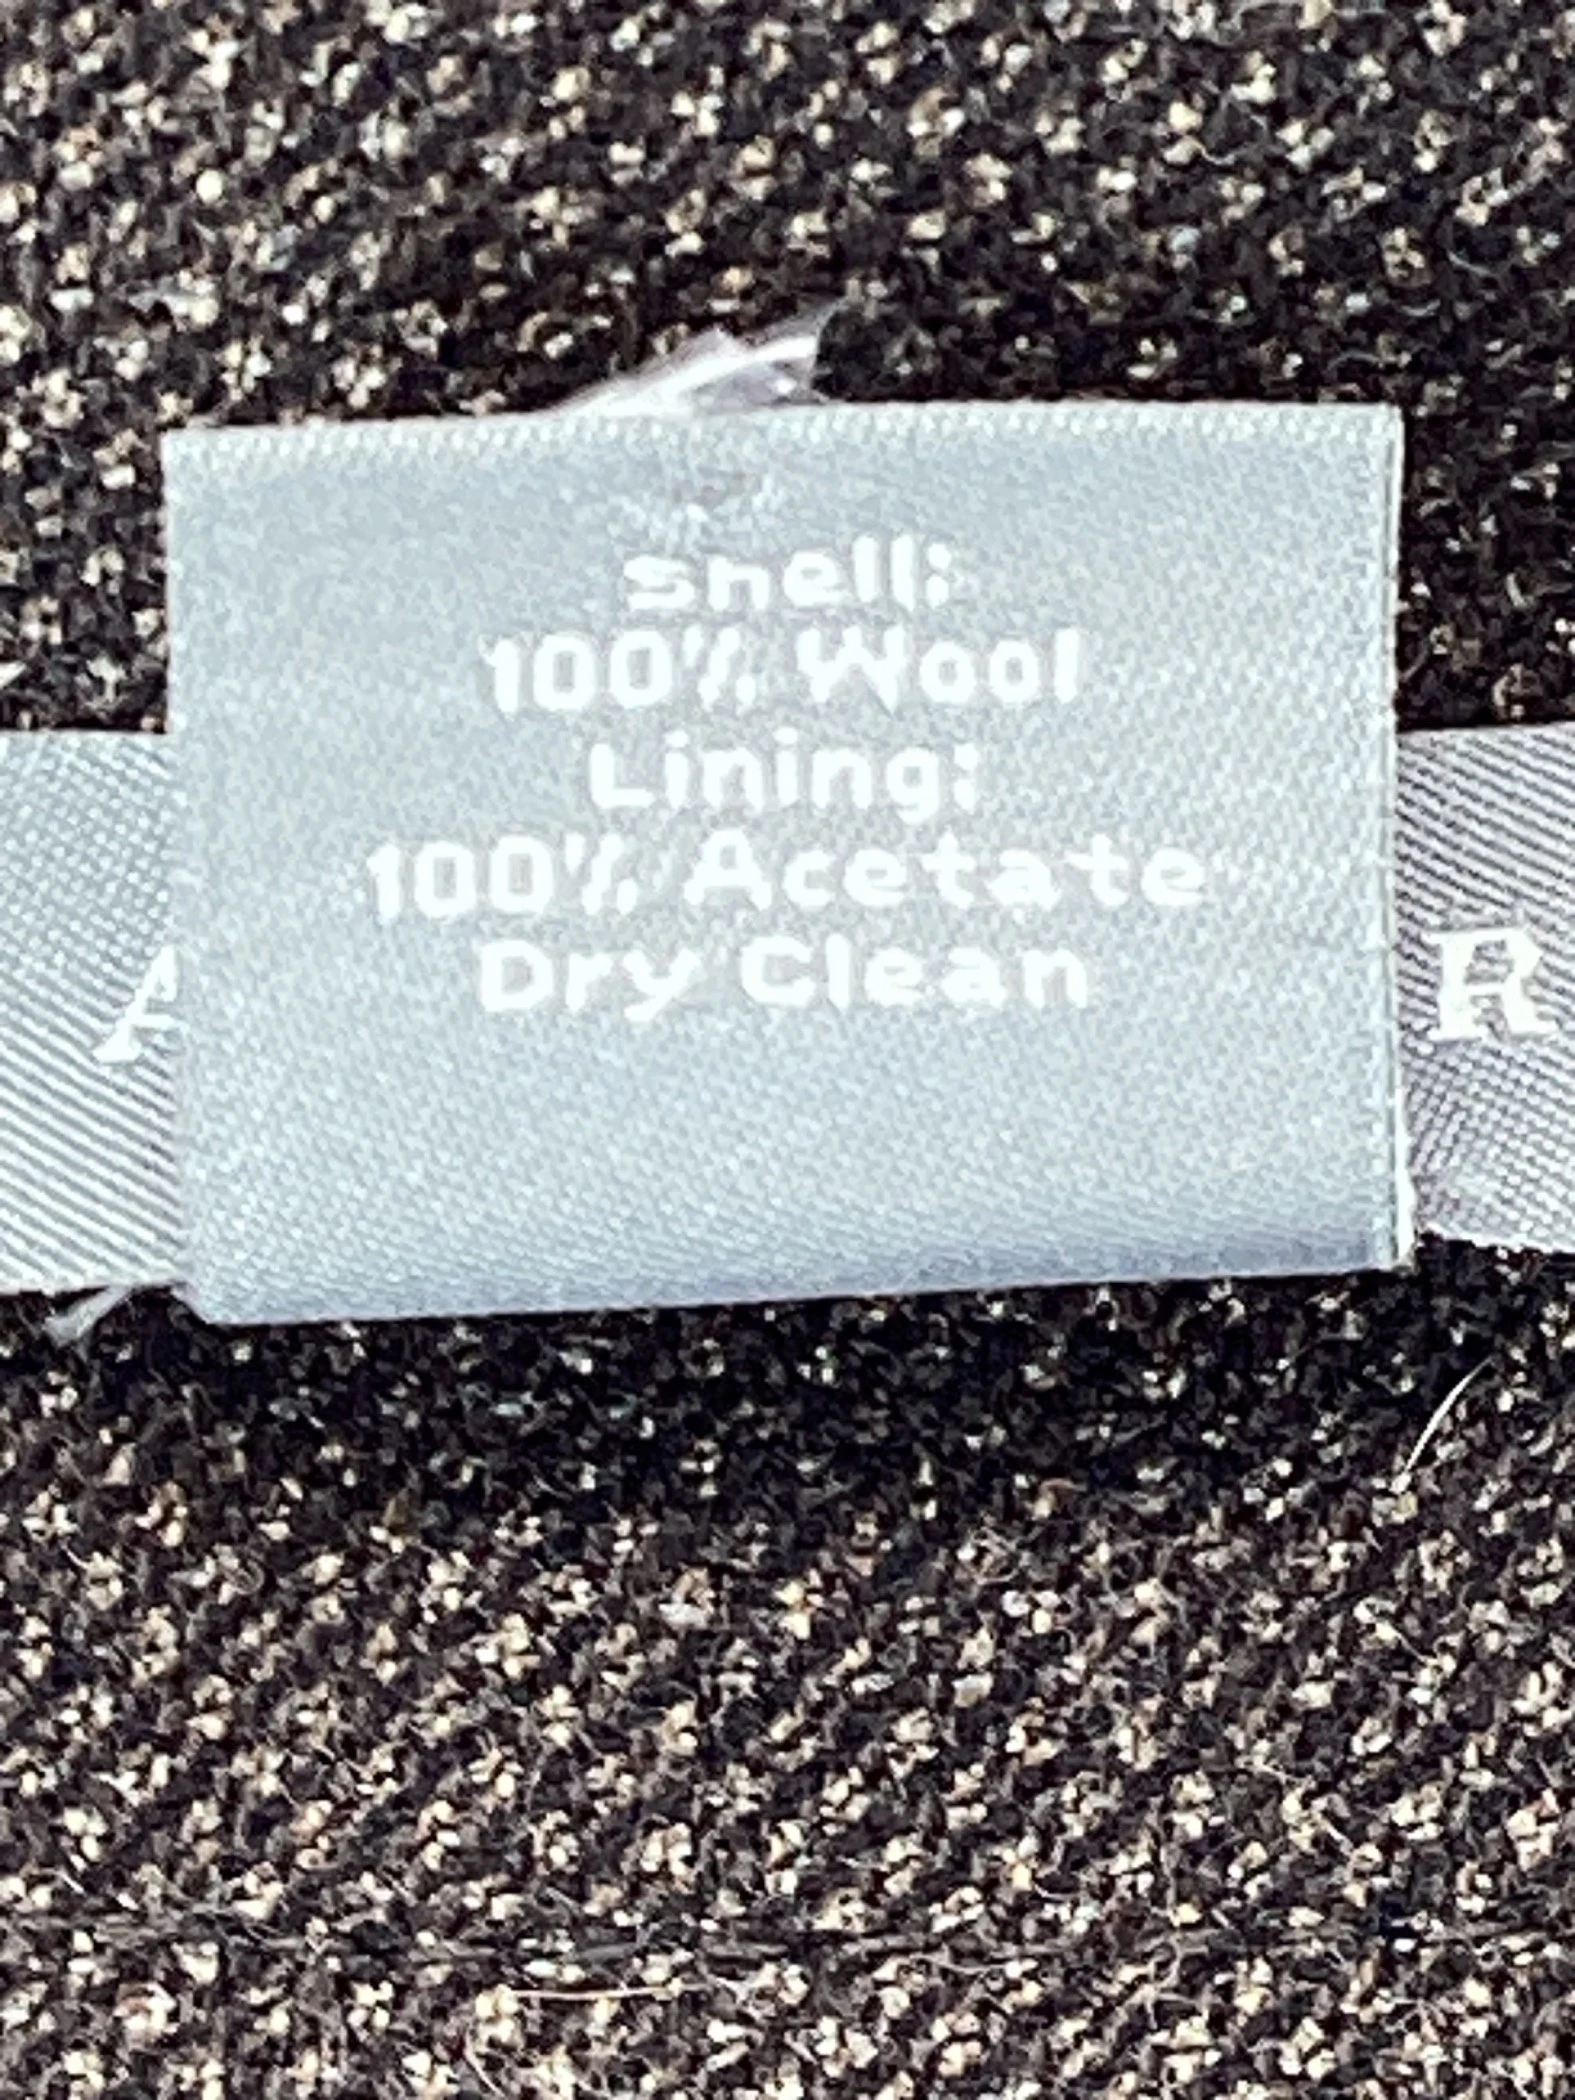 Shell:
100% Wool
Lining:
100% Acetate
Dry Clean
A
R